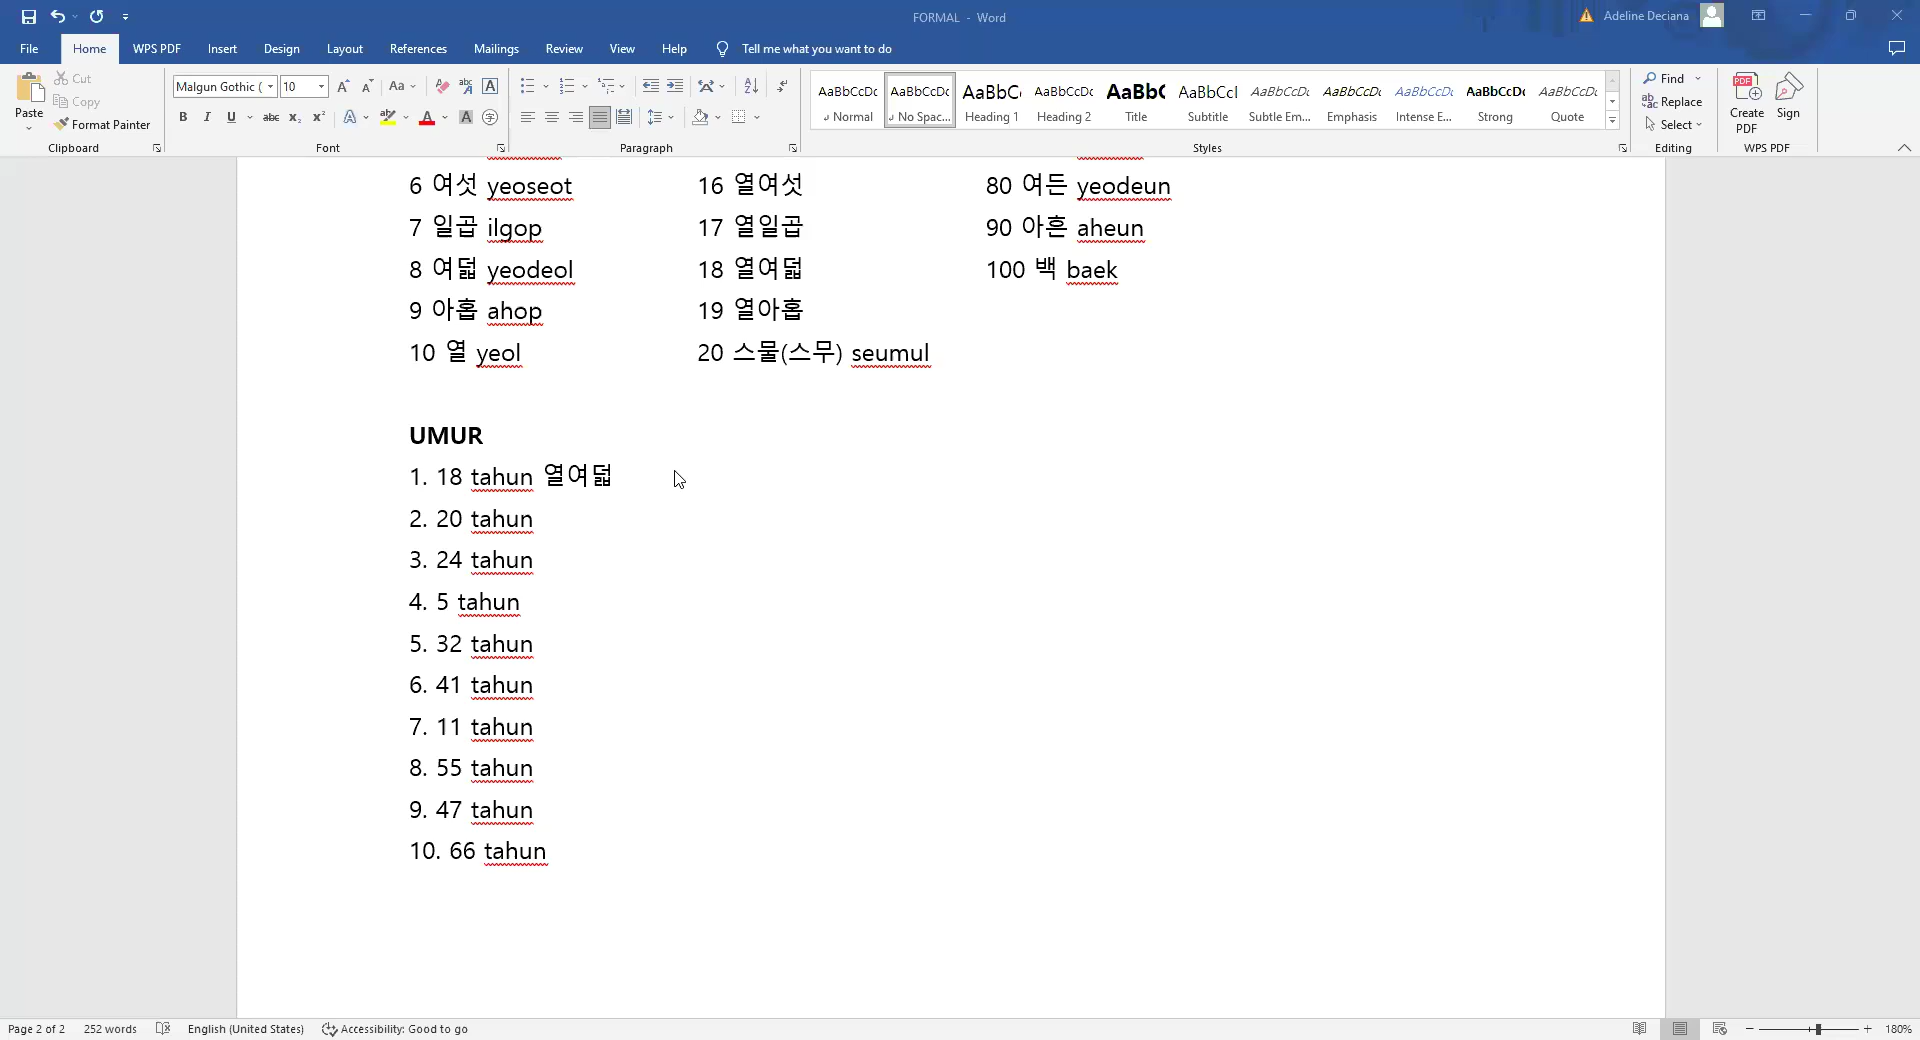 FORMAL - Word
Adeline Deciana
File Home WPS PDF Insert Design Layout References Mailings Review View Help Tell me what you want to do
Paste
Cut
Copy
Format Painter
Clipboard
Malgun Gothic ( 10
Font
Paragraph
AaBbCcDc Normal
AaBbCcDc No Spac...
AaBbC Heading 1
AaBbCcDc Heading 2
AaBbC Title
AaBbCcI Subtitle
AaBbCcDc Subtle Em...
AaBbCcDc Emphasis
AaBbCcDc Intense E...
AaBbCcDc Strong
AaBbCcDc Quote
Styles
Find
Replace
Select
Editing
Create PDF
Sign
WPS PDF
6 여섯 yeoseot 16 열여섯 80 여든 yeodeun
7 일곱 ilgop 17 열일곱 90 아흔 aheun
8 여덟 yeodeol 18 열여덟 100 백 baek
9 아홉 ahop 19 열아홉
10 열 yeol 20 스물(스무) seumul
UMUR
1. 18 tahun 열여덟
2. 20 tahun
3. 24 tahun
4. 5 tahun
5. 32 tahun
6. 41 tahun
7. 11 tahun
8. 55 tahun
9. 47 tahun
10. 66 tahun
Page 2 of 2 252 words English (United States) Accessibility: Good to go 180%